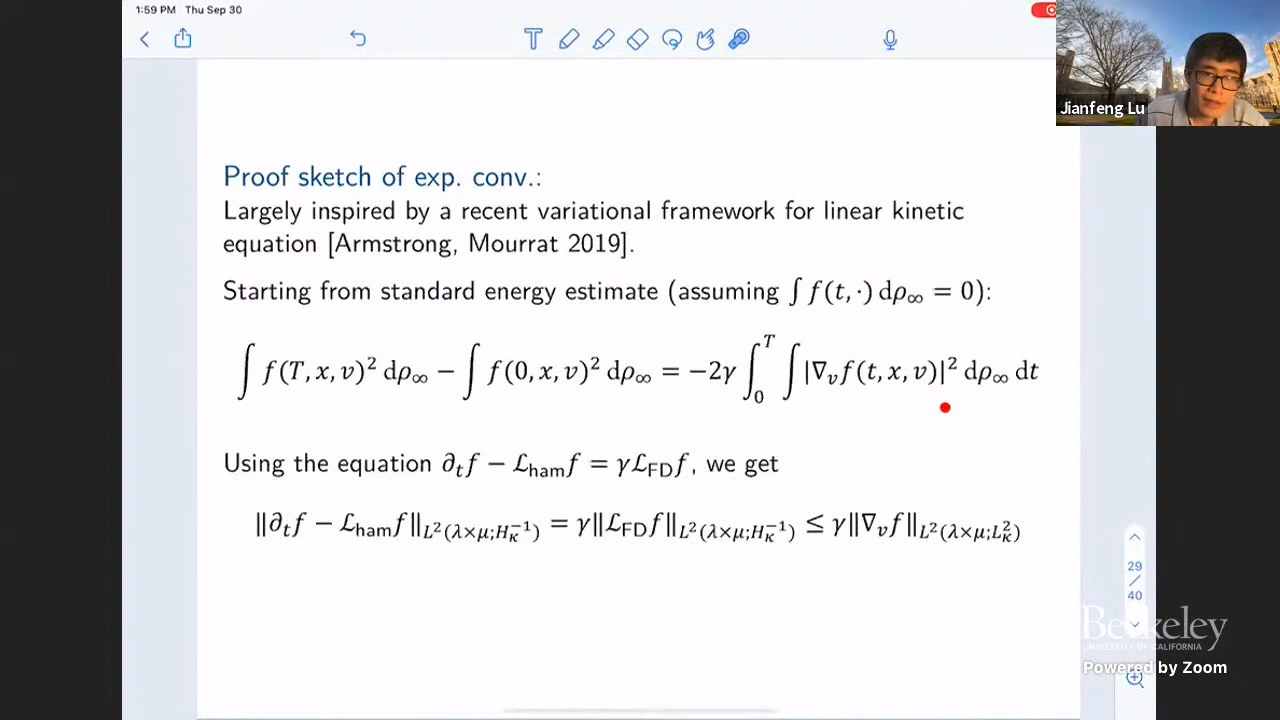 1:59 PM Thu Sep 30
Jianfeng Lu
Proof sketch of exp. conv.:
Largely inspired by a recent variational framework for linear kinetic
equation [Armstrong, Mourrat 2019].
Starting from standard energy estimate (assuming ∫ f(t, ·) dρ∞ = 0):
∫ f(T, x, v)² dρ∞ − ∫ f(0, x, v)² dρ∞ = −2γ ∫₀ᵀ ∫ |∇ᵥf(t, x, v)|² dρ∞ dt
Using the equation ∂ₜf − ℒ_ham f = γℒ_FD f, we get
‖∂ₜf − ℒ_ham f‖_{L²(λ×μ;H_κ^{−1})} = γ‖ℒ_FD f‖_{L²(λ×μ;H_κ^{−1})} ≤ γ‖∇ᵥf‖_{L²(λ×μ;L_κ²)}
29
/
40
Berkeley
UNIVERSITY OF CALIFORNIA
Powered by Zoom